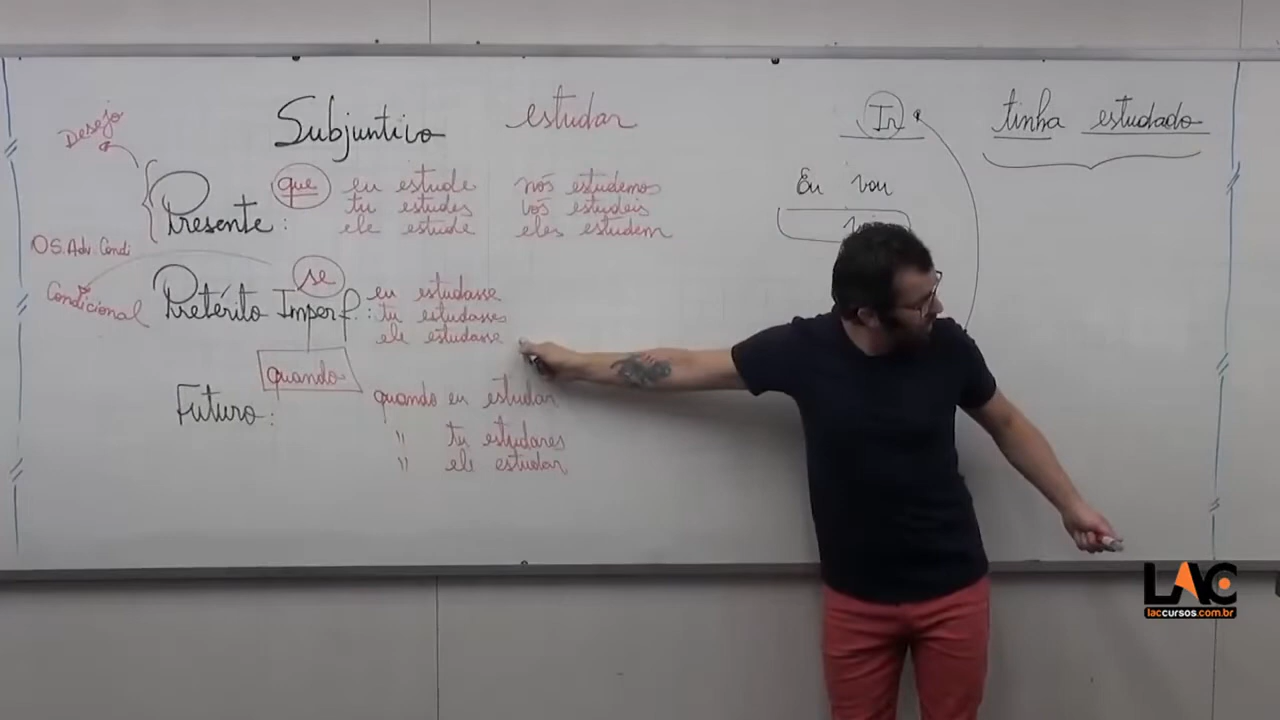 Subjuntivo estudar
Desejo
Presente: que eu estude
tu estudes
ele estude
nós estudemos
vós estudeis
eles estudem
OS. Adv. Condi
Condicional
Pretérito Imperf.: se eu estudasse
tu estudasses
ele estudasse
quando
Futuro: quando eu estudar
" tu estudares
" ele estudar
Ir
Eu vou
tinha estudado
LAC
laccursos.com.br